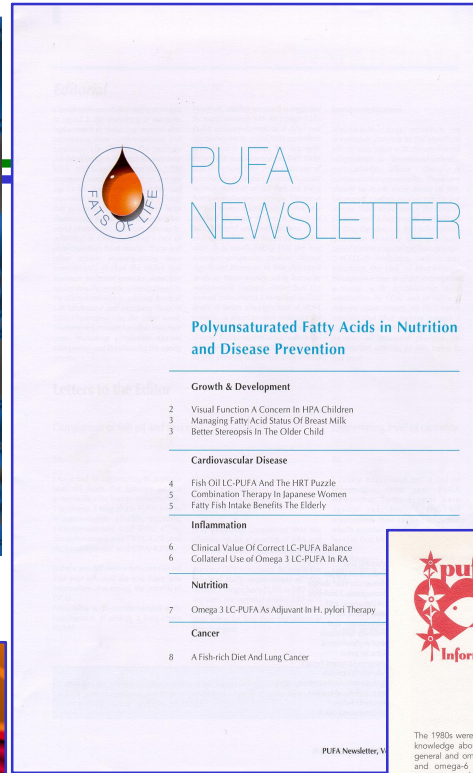 FATS OF LIFE
PUFA
NEWSLETTER
Polyunsaturated Fatty Acids in Nutrition
and Disease Prevention
Growth & Development
2 Visual Function A Concern In HPA Children
3 Managing Fatty Acid Status Of Breast Milk
3 Better Stereopsis In The Older Child
Cardiovascular Disease
4 Fish Oil LC-PUFA And The HRT Puzzle
5 Combination Therapy In Japanese Women
5 Fatty Fish Intake Benefits The Elderly
Inflammation
6 Clinical Value Of Correct LC-PUFA Balance
6 Collateral Use of Omega 3 LC-PUFA In RA
Nutrition
7 Omega 3 LC-PUFA As Adjuvant In H. pylori Therapy
Cancer
8 A Fish-rich Diet And Lung Cancer
PUFA Newsletter, V
puf
Infor
The 1980s were
knowledge abo
general and om
and omega-6